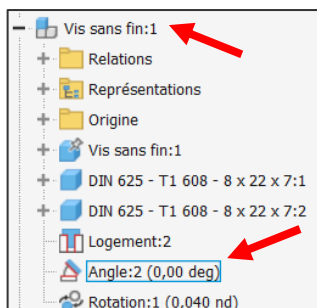 Vis sans fin:1
Relations
Représentations
Origine
Vis sans fin:1
DIN 625 - T1 608 - 8 x 22 x 7:1
DIN 625 - T1 608 - 8 x 22 x 7:2
Logement:2
Angle:2 (0,00 deg)
Rotation:1 (0,040 nd)